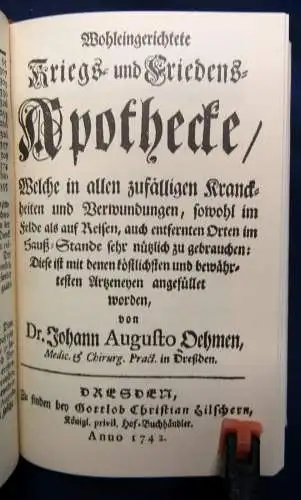 Wohleingerichtete
Kriegs- und Friedens-
Apothecke/
Welche in allen zufälligen Kranck-
heiten und Verwundungen, sowohl im
Felde als auf Reisen, auch entfernten Orten im
Hauß-Stande sehr nützlich zu gebrauchen:
Diese ist mit denen köstlichsten und bewähr-
testen Artzeneyen angefüllet
worden,
von
Dr. Johann Augusto Oehmen,
Medic. & Chirurg. Pract. in Dreßden.
DRESDEN,
Zu finden bey Gottlob Christian Hilschern,
Königl. privil. Hof-Buchhändler.
Anno 1742.